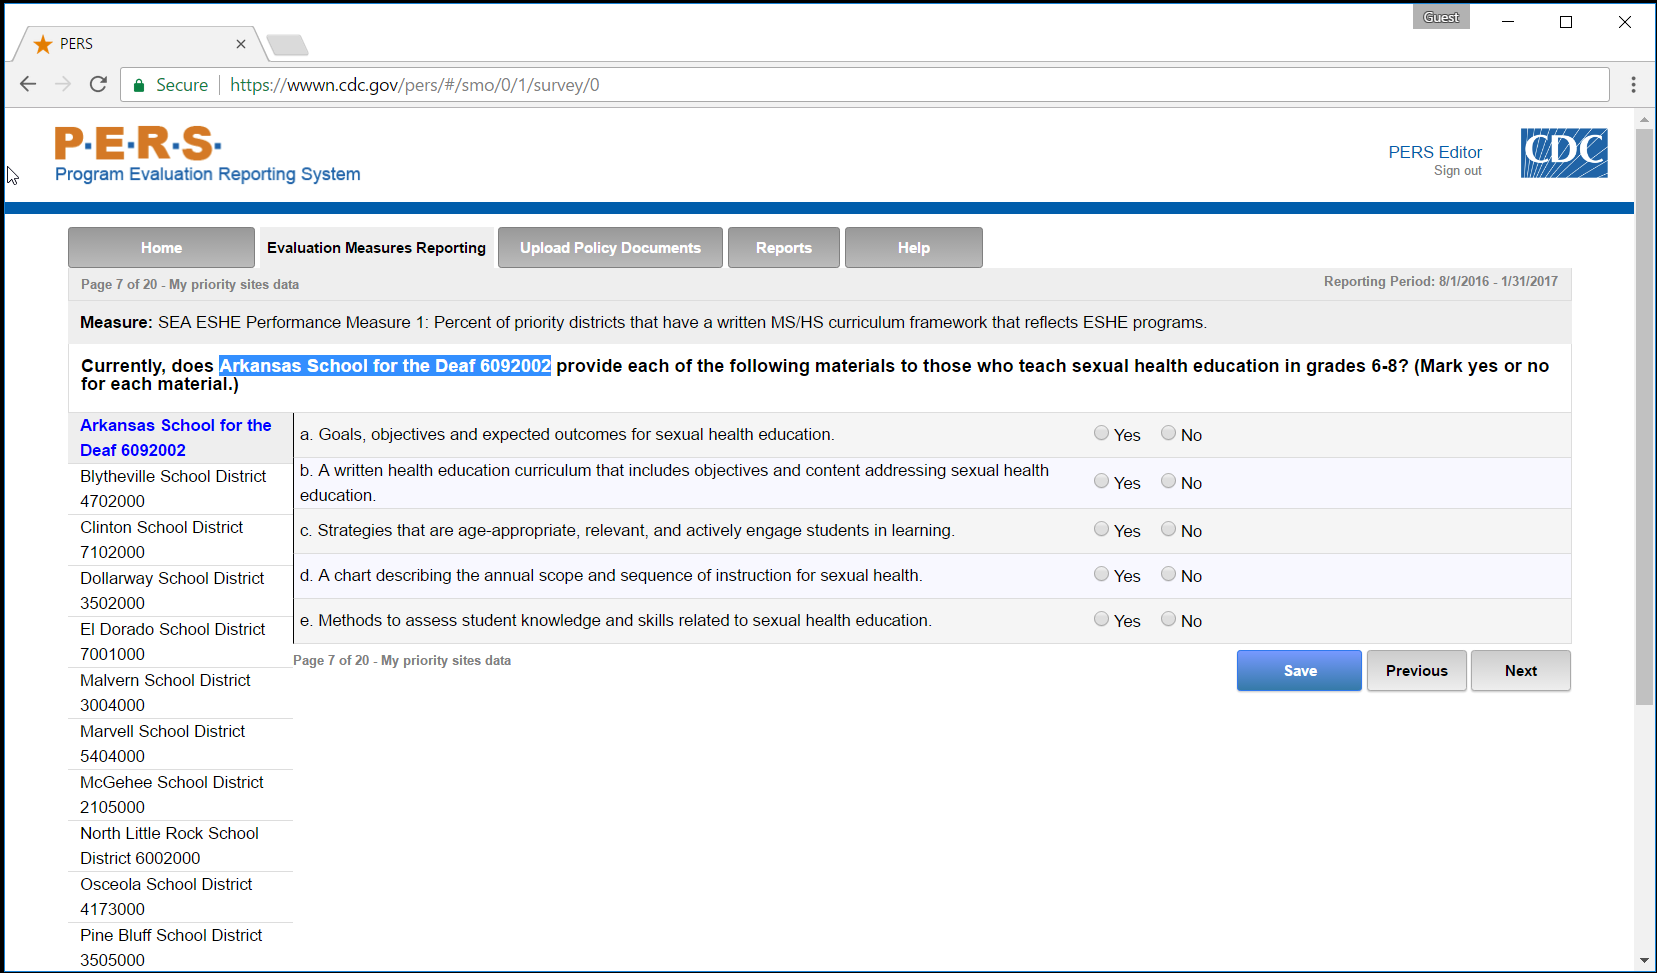 Guest
PERS
Secure https://wwwn.cdc.gov/pers/#/smo/0/1/survey/0
P·E·R·S·
Program Evaluation Reporting System
PERS Editor
Sign out
CDC
Home
Evaluation Measures Reporting
Upload Policy Documents
Reports
Help
Page 7 of 20 - My priority sites data
Reporting Period: 8/1/2016 - 1/31/2017
Measure: SEA ESHE Performance Measure 1: Percent of priority districts that have a written MS/HS curriculum framework that reflects ESHE programs.
Currently, does Arkansas School for the Deaf 6092002 provide each of the following materials to those who teach sexual health education in grades 6-8? (Mark yes or no
for each material.)
Arkansas School for the
Deaf 6092002
Blytheville School District
4702000
Clinton School District
7102000
Dollarway School District
3502000
El Dorado School District
7001000
Malvern School District
3004000
Marvell School District
5404000
McGehee School District
2105000
North Little Rock School
District 6002000
Osceola School District
4173000
Pine Bluff School District
3505000
a. Goals, objectives and expected outcomes for sexual health education.
Yes No
b. A written health education curriculum that includes objectives and content addressing sexual health
education.
Yes No
c. Strategies that are age-appropriate, relevant, and actively engage students in learning.
Yes No
d. A chart describing the annual scope and sequence of instruction for sexual health.
Yes No
e. Methods to assess student knowledge and skills related to sexual health education.
Yes No
Page 7 of 20 - My priority sites data
Save
Previous
Next